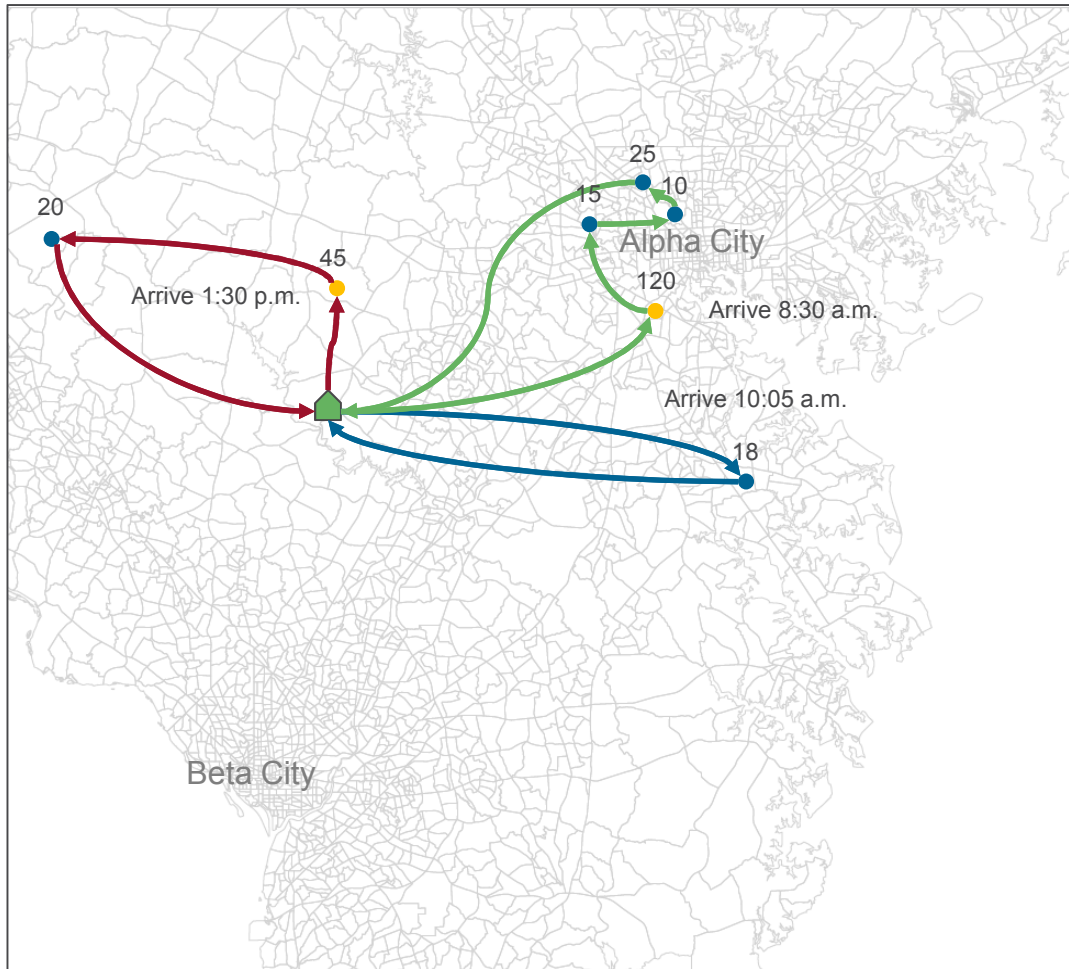 25
15
10
Alpha City
20
45
120
Arrive 1:30 p.m.
Arrive 8:30 a.m.
Arrive 10:05 a.m.
18
Beta City